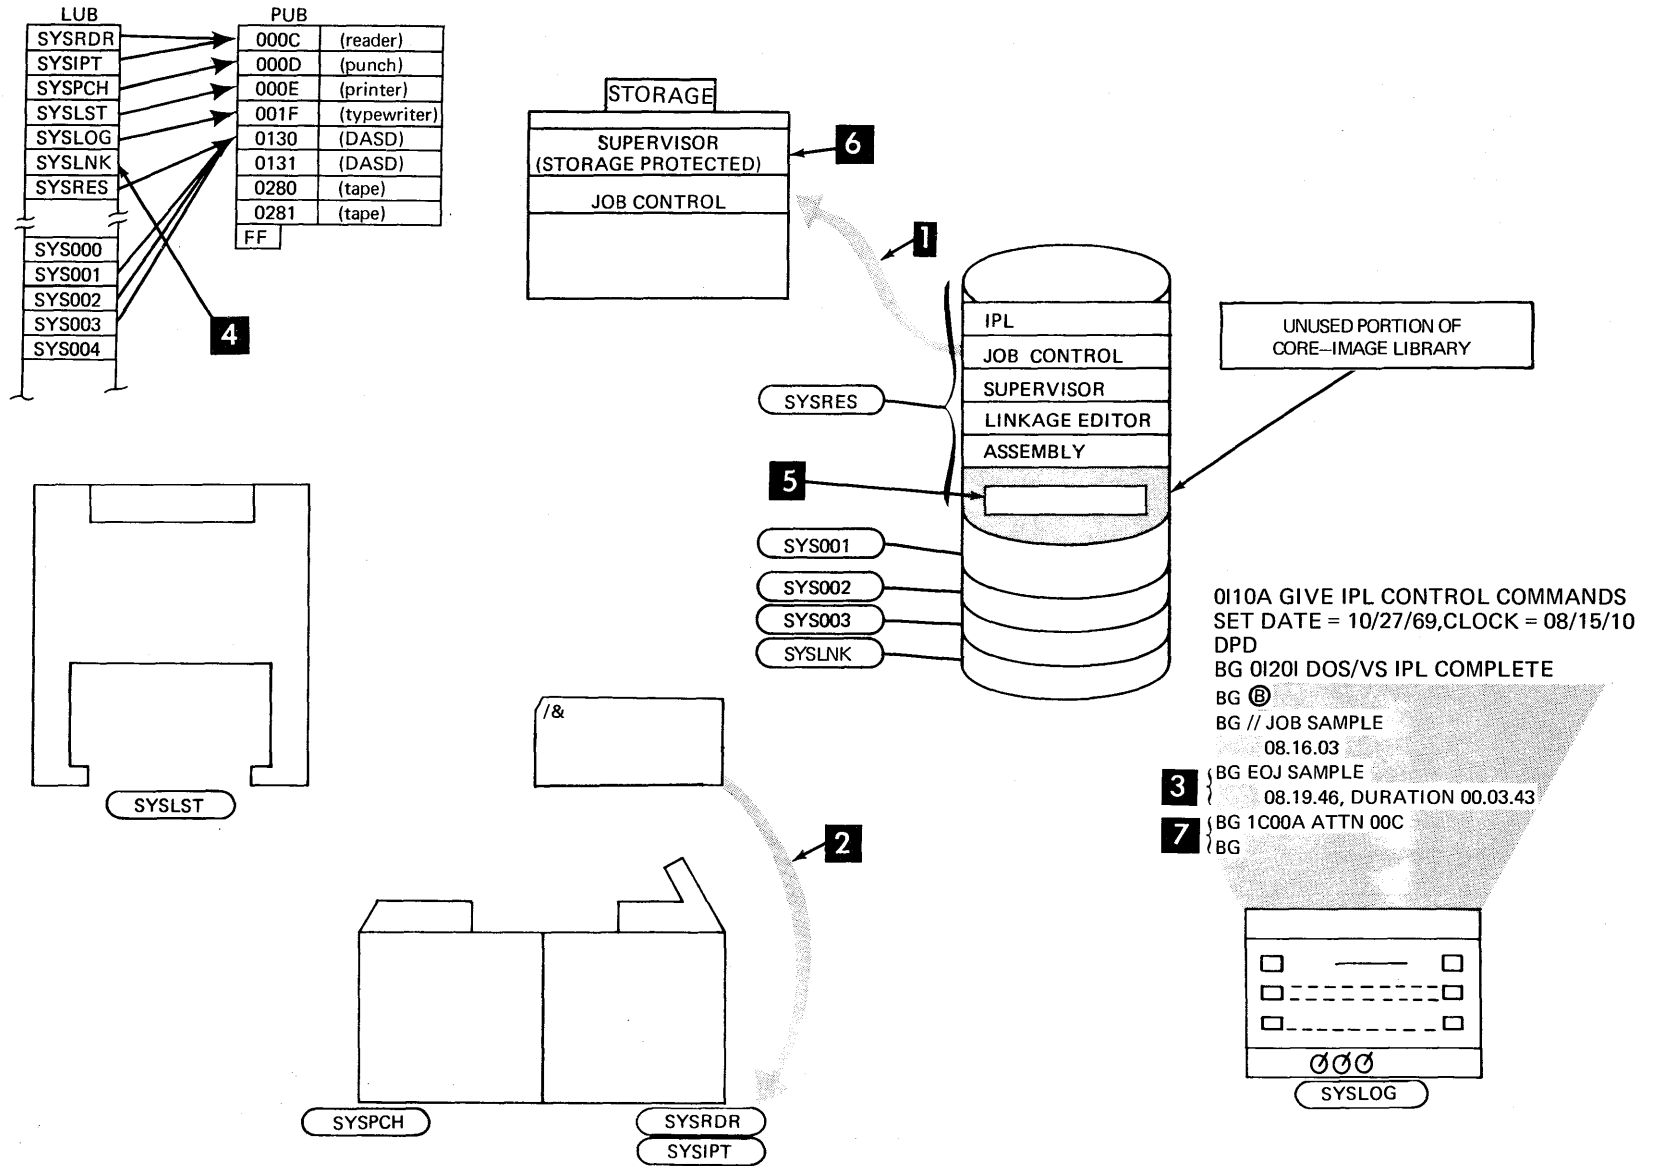 LUB
PUB
SYSRDR
SYSIPT
SYSPCH
SYSLST
SYSLOG
SYSLNK
SYSRES
SYS000
SYS001
SYS002
SYS003
SYS004
000C (reader)
000D (punch)
000E (printer)
001F (typewriter)
0130 (DASD)
0131 (DASD)
0280 (tape)
0281 (tape)
FF
4
STORAGE
SUPERVISOR
(STORAGE PROTECTED)
JOB CONTROL
6
1
IPL
JOB CONTROL
SUPERVISOR
LINKAGE EDITOR
ASSEMBLY
SYSRES
5
UNUSED PORTION OF
CORE—IMAGE LIBRARY
SYS001
SYS002
SYS003
SYSLNK
SYSLST
/&
2
SYSPCH
SYSRDR
SYSIPT
0I10A GIVE IPL CONTROL COMMANDS
SET DATE = 10/27/69,CLOCK = 08/15/10
DPD
BG 0I20I DOS/VS IPL COMPLETE
BG Ⓑ
BG // JOB SAMPLE
08.16.03
3
BG EOJ SAMPLE
08.19.46, DURATION 00.03.43
7
BG 1C00A ATTN 00C
BG
SYSLOG